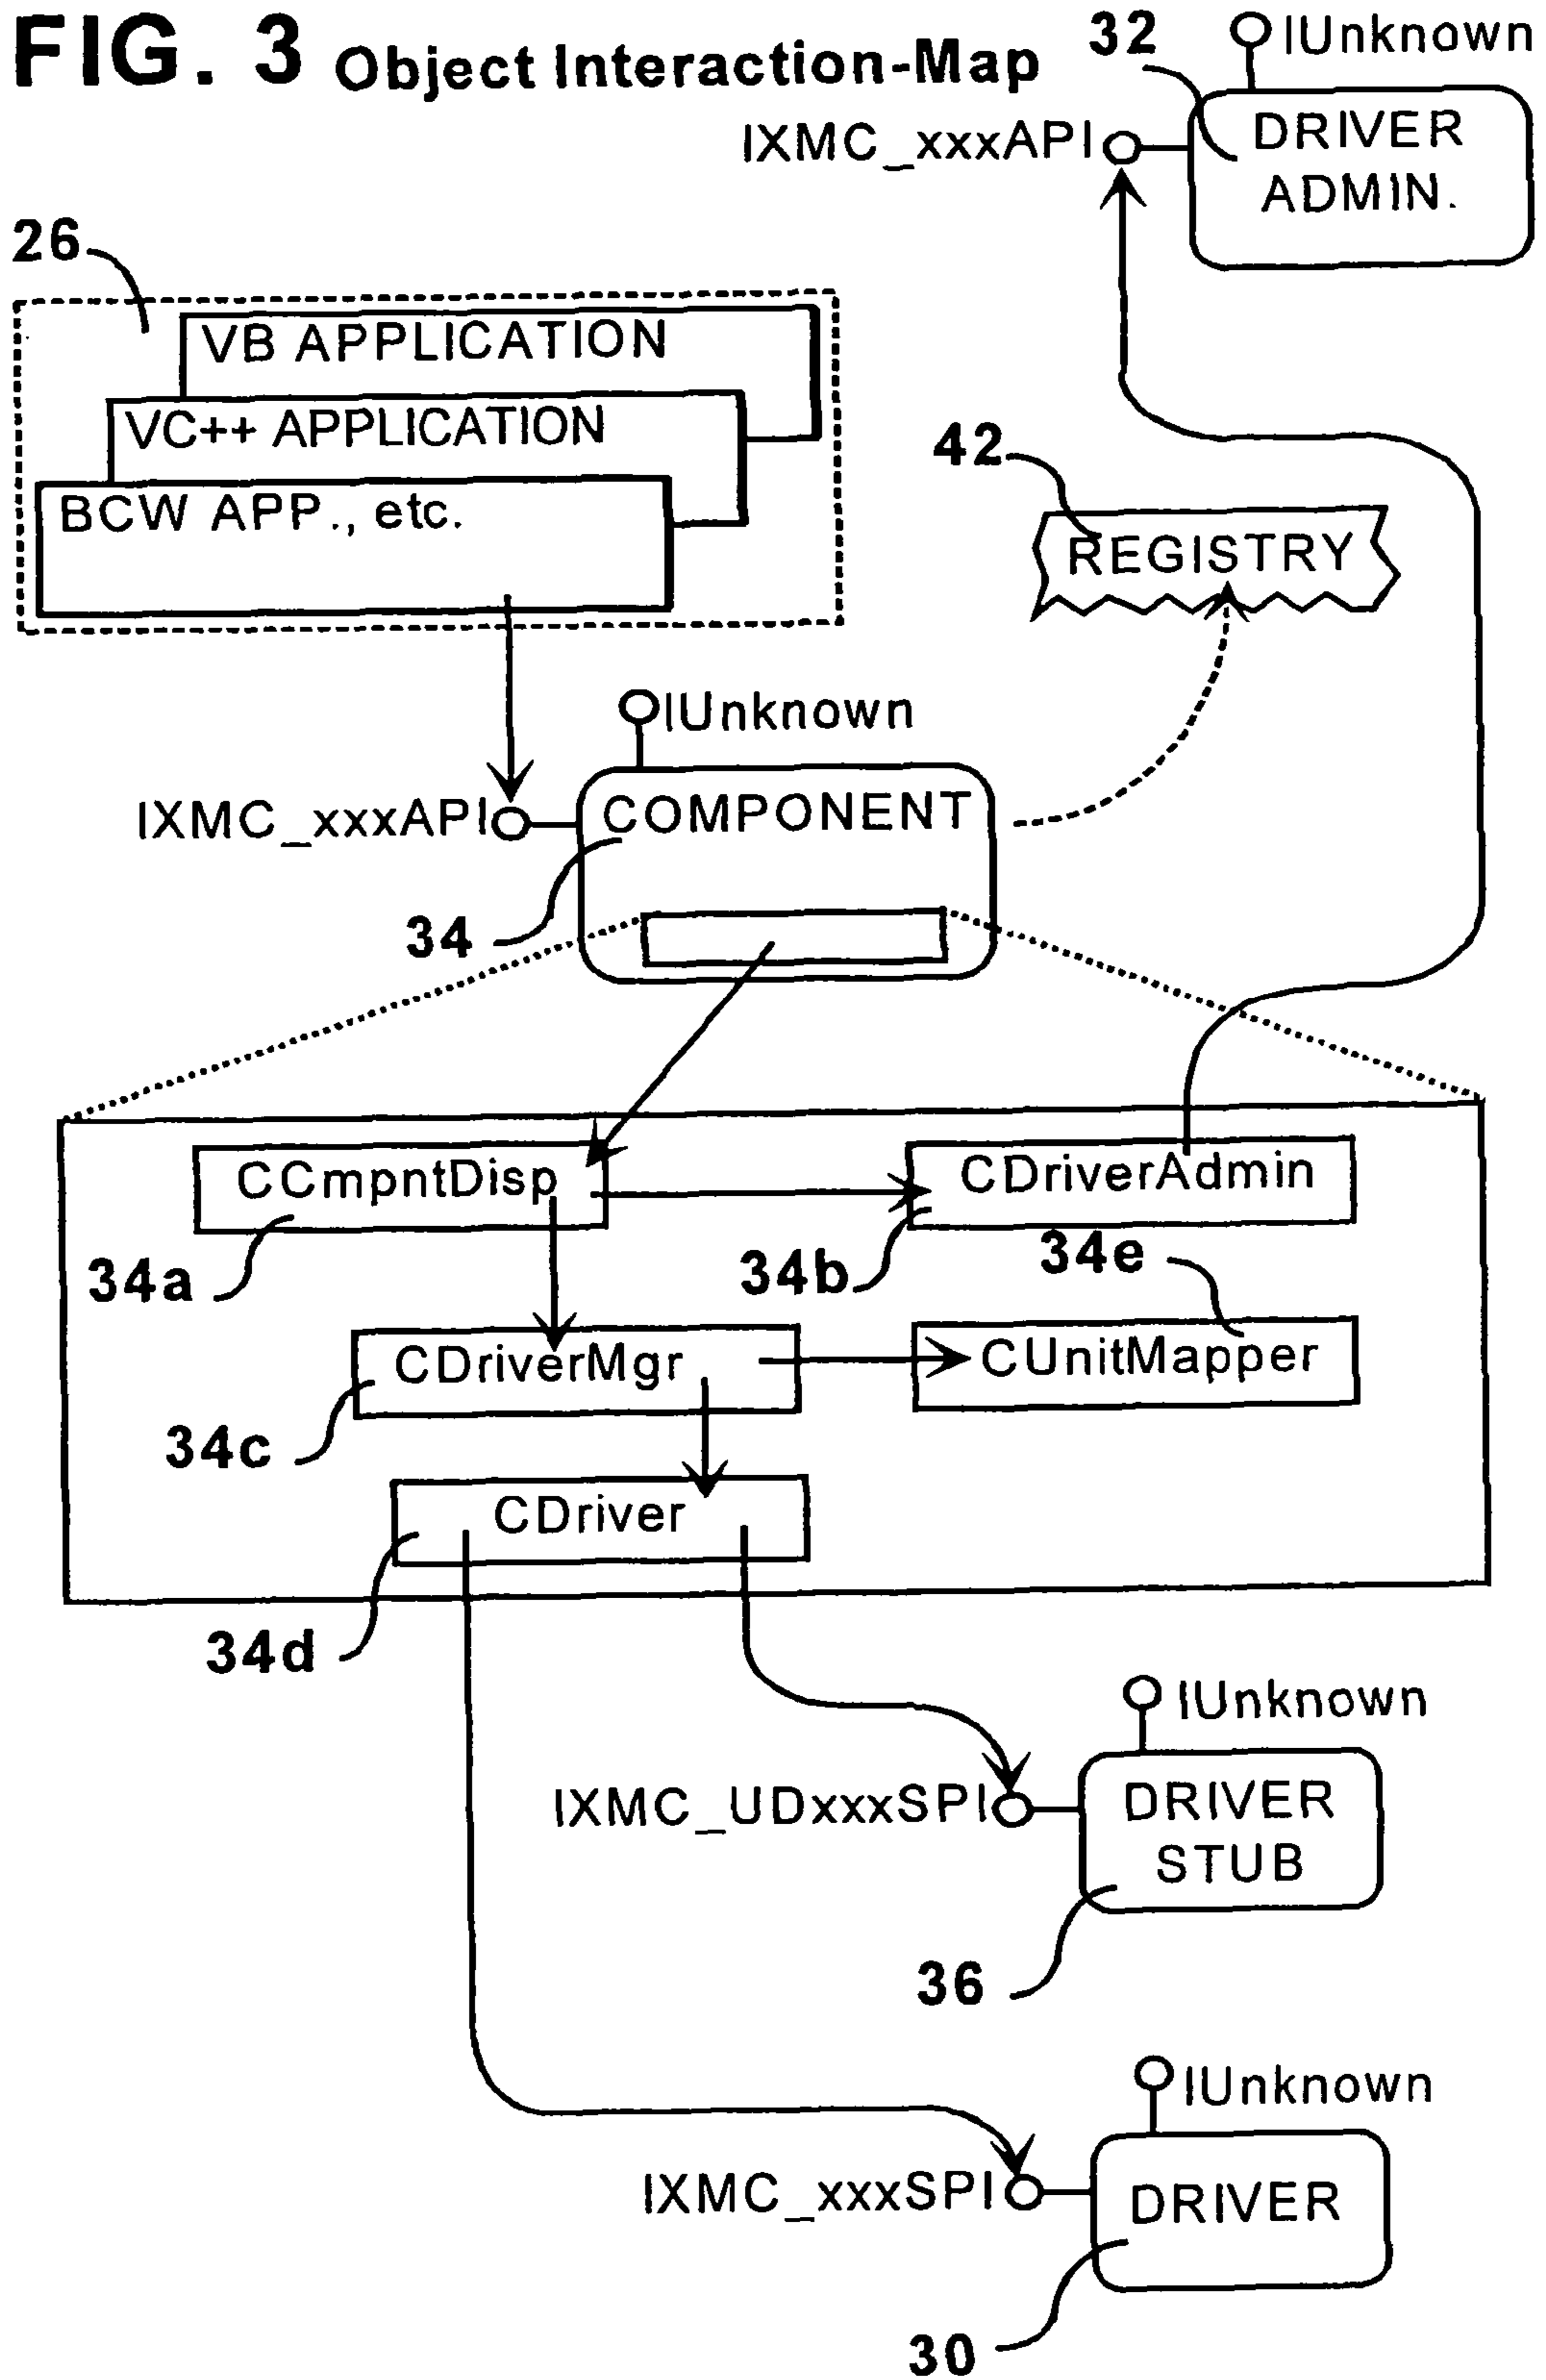 FIG. 3 Object Interaction-Map
32
IUnknown
IXMC_xxxAPI
DRIVER
ADMIN.
26
VB APPLICATION
VC++ APPLICATION
BCW APP., etc.
42
REGISTRY
IUnknown
IXMC_xxxAPI
COMPONENT
34
CCmpntDisp
CDriverAdmin
34a
34b
34e
CDriverMgr
CUnitMapper
34c
CDriver
34d
IUnknown
IXMC_UDxxxSPI
DRIVER
STUB
36
IUnknown
IXMC_xxxSPI
DRIVER
30